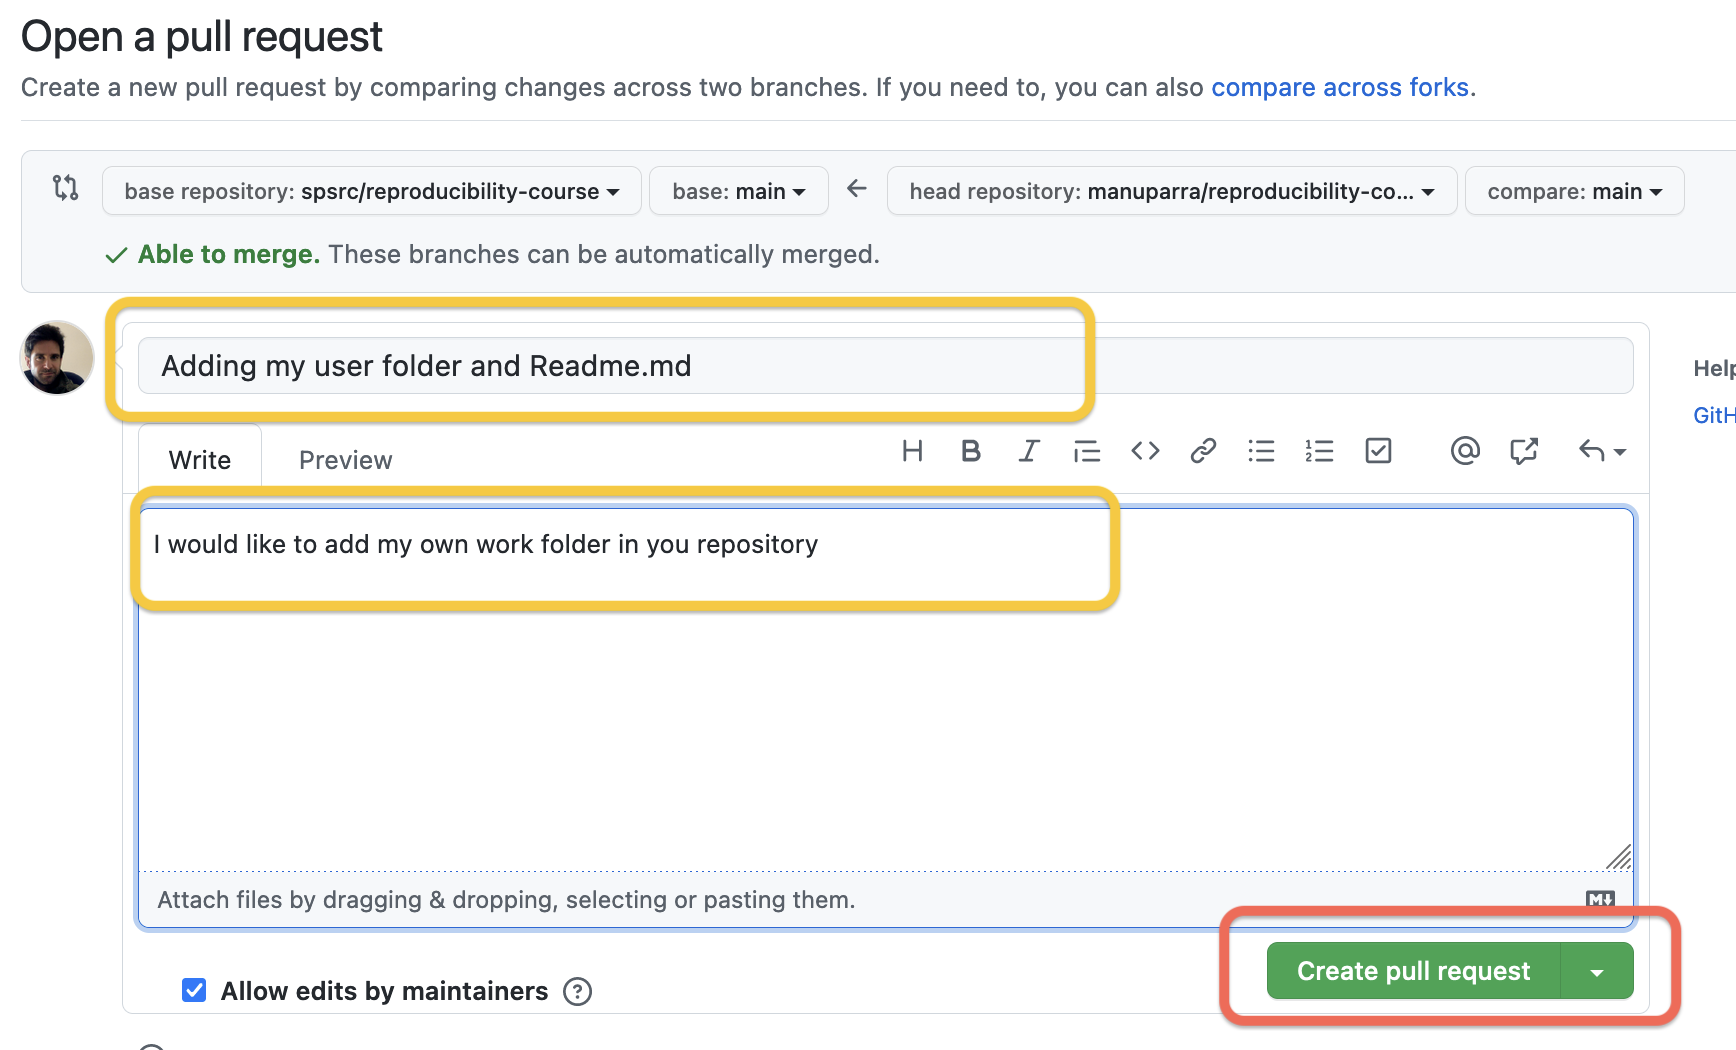 Open a pull request
Create a new pull request by comparing changes across two branches. If you need to, you can also compare across forks.
base repository: spsrc/reproducibility-course base: main head repository: manuparra/reproducibility-co... compare: main
Able to merge. These branches can be automatically merged.
Adding my user folder and Readme.md
Help
GitH
Write Preview
I would like to add my own work folder in you repository
Attach files by dragging & dropping, selecting or pasting them.
Create pull request
Allow edits by maintainers